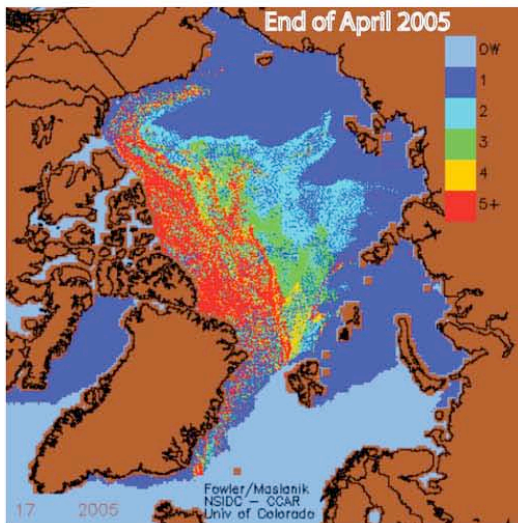 End of April 2005
OW
1
2
3
4
5+
Fowler/Maslanik
NSIDC – CCAR
Univ of Colorado
17 2005